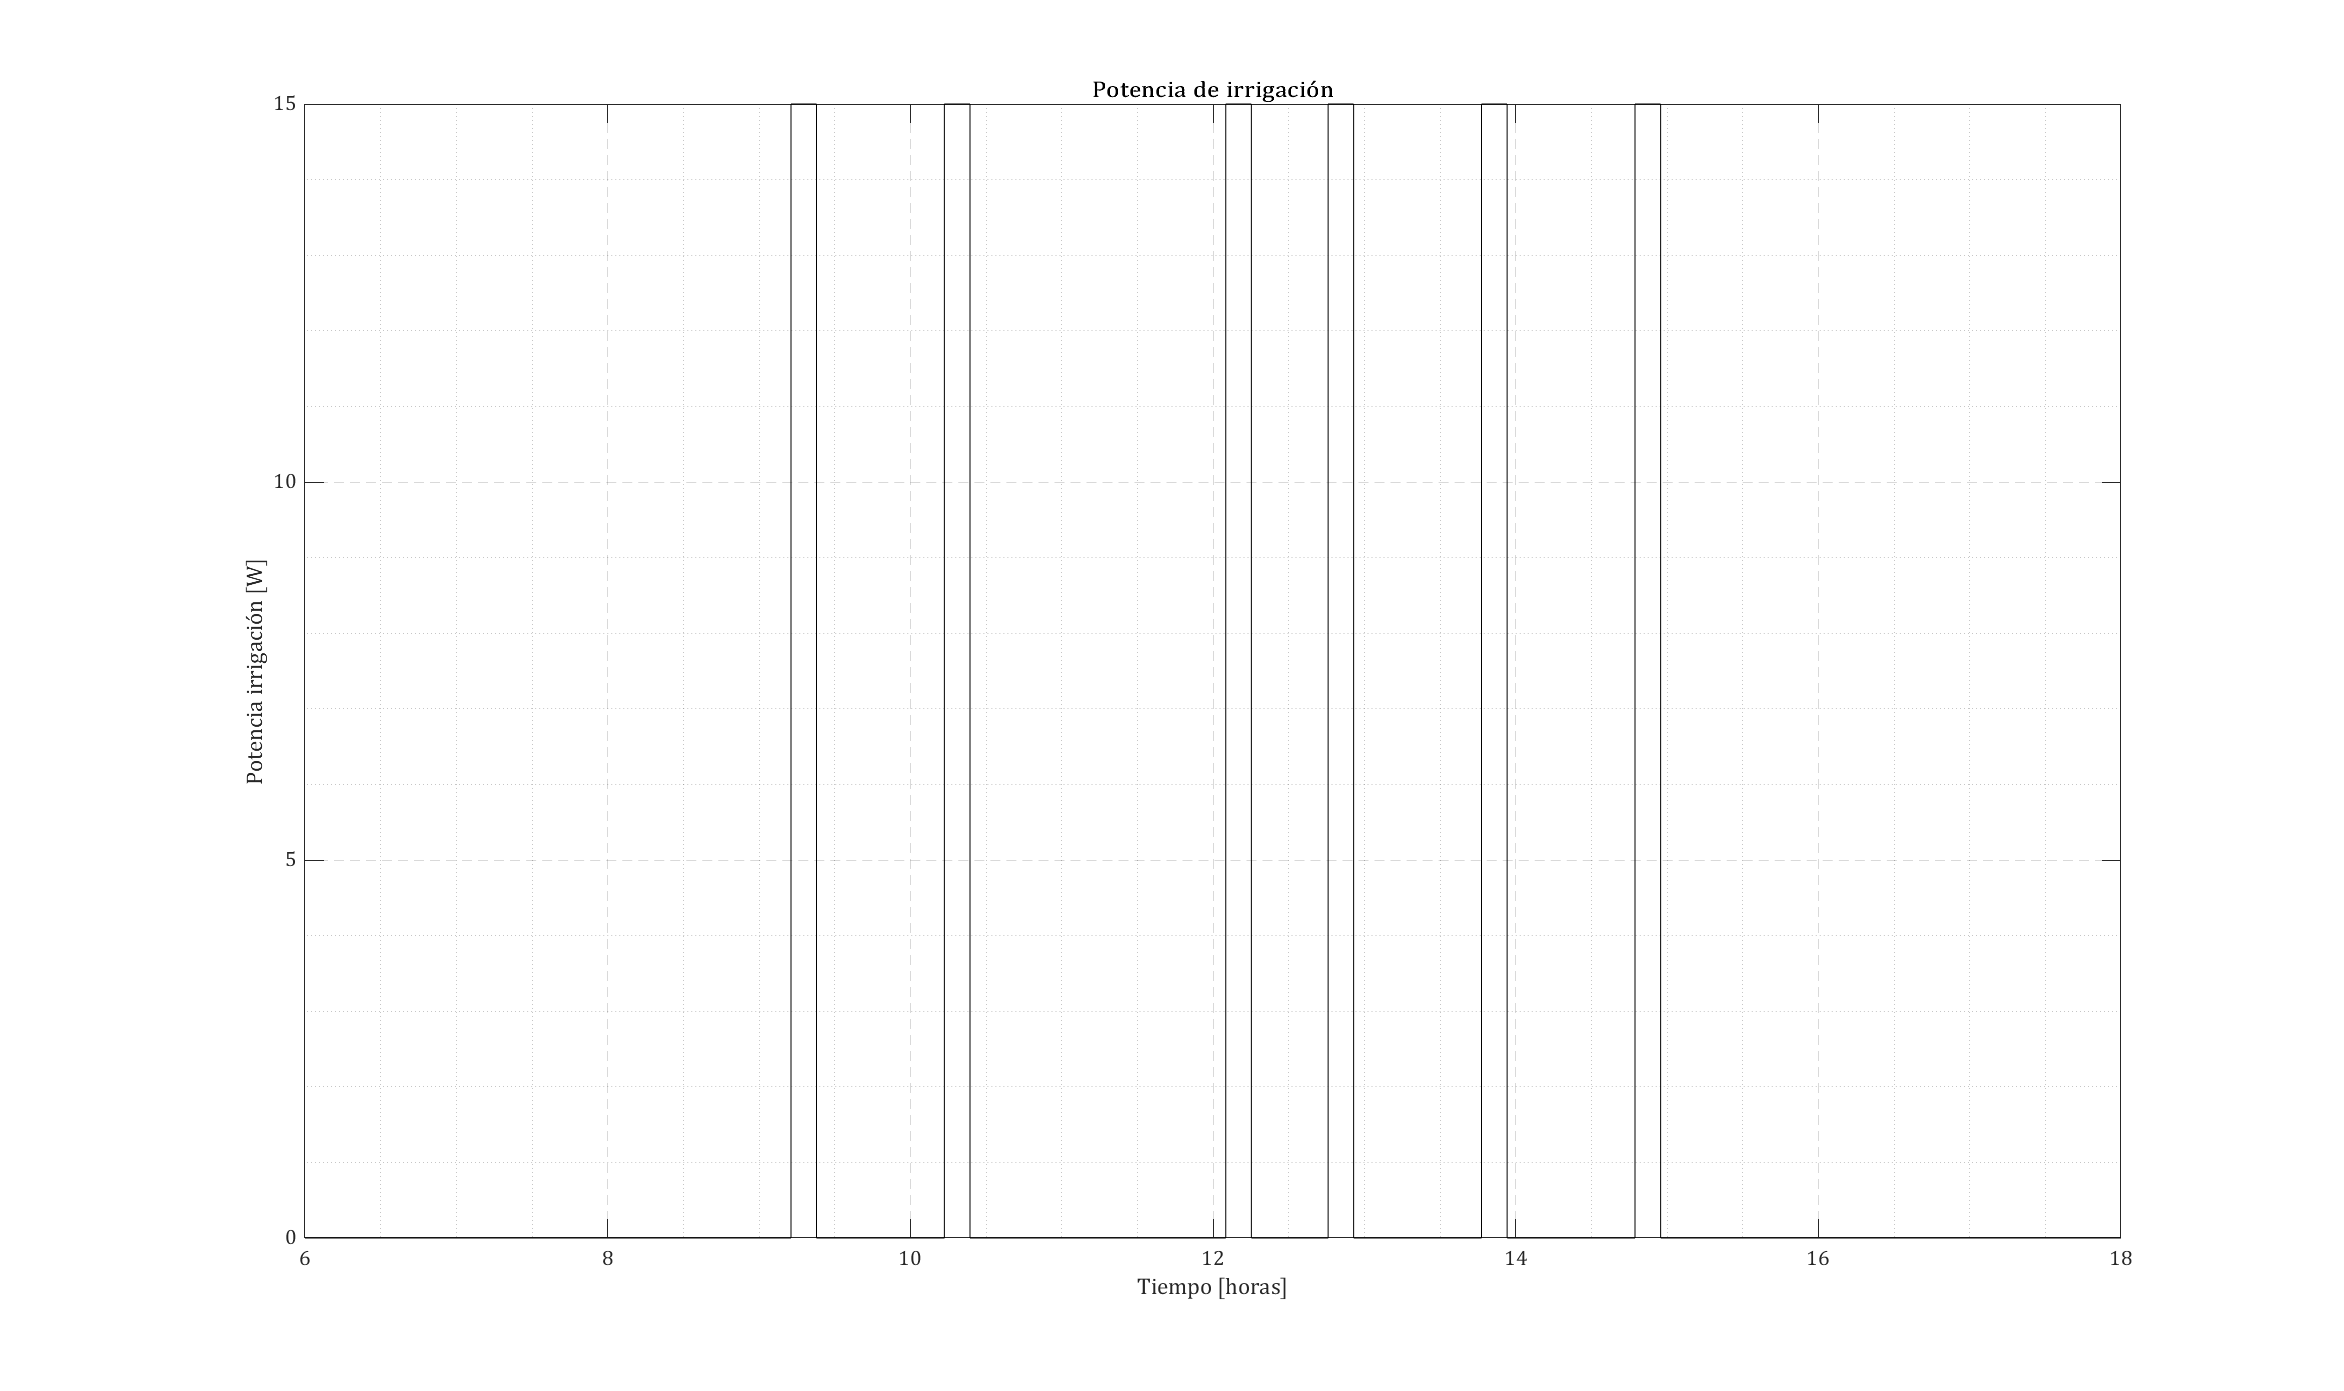 Potencia de irrigación
15
10
5
0
Potencia irrigación [W]
6 8 10 12 14 16 18
Tiempo [horas]